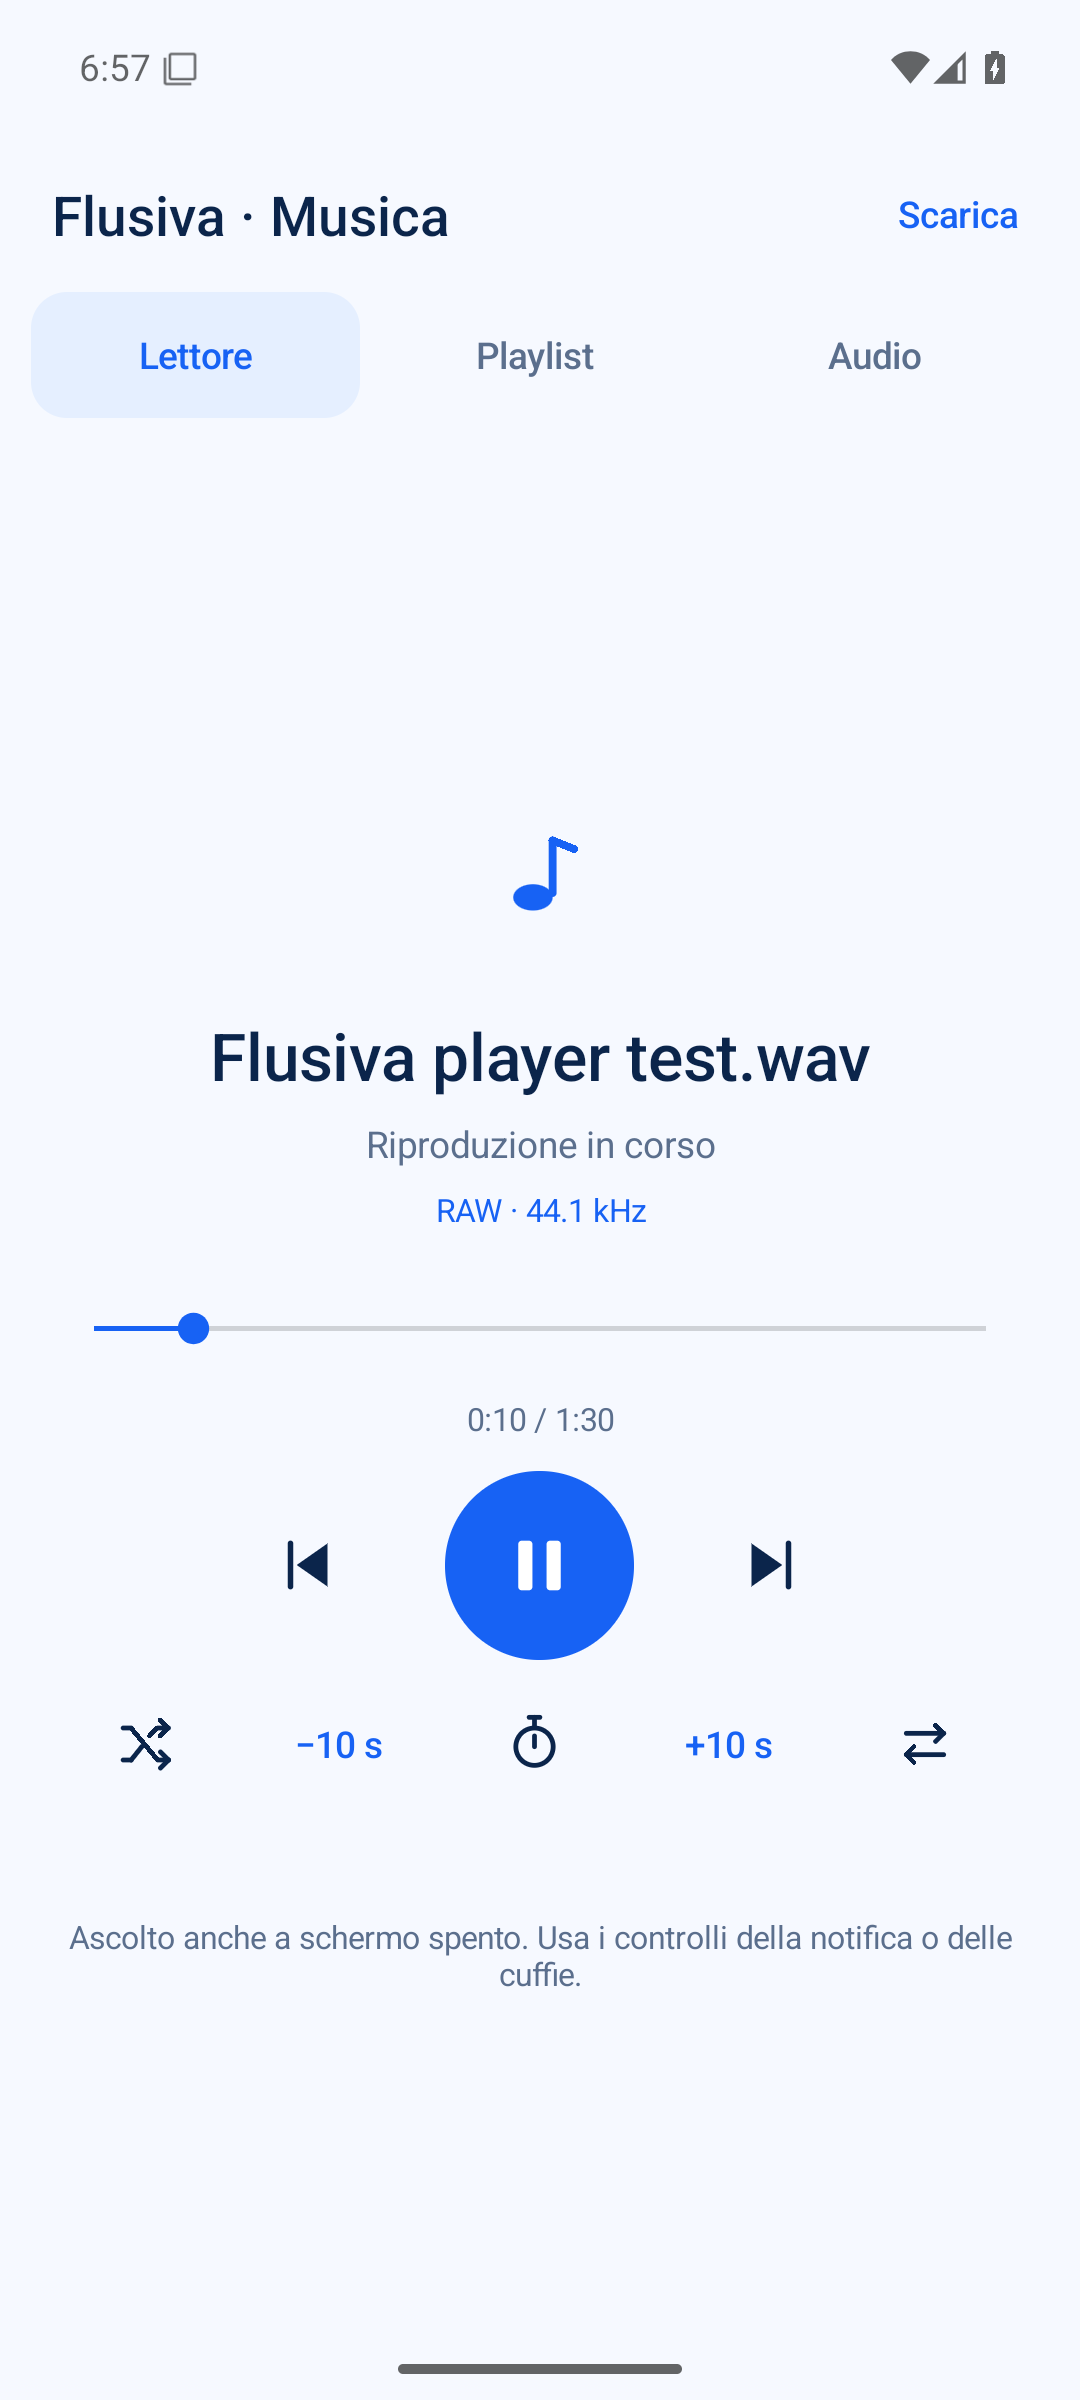 6:57
Flusiva · Musica
Scarica
Lettore
Playlist
Audio
Flusiva player test.wav
Riproduzione in corso
RAW · 44.1 kHz
0:10 / 1:30
−10 s
+10 s
Ascolto anche a schermo spento. Usa i controlli della notifica o delle
cuffie.